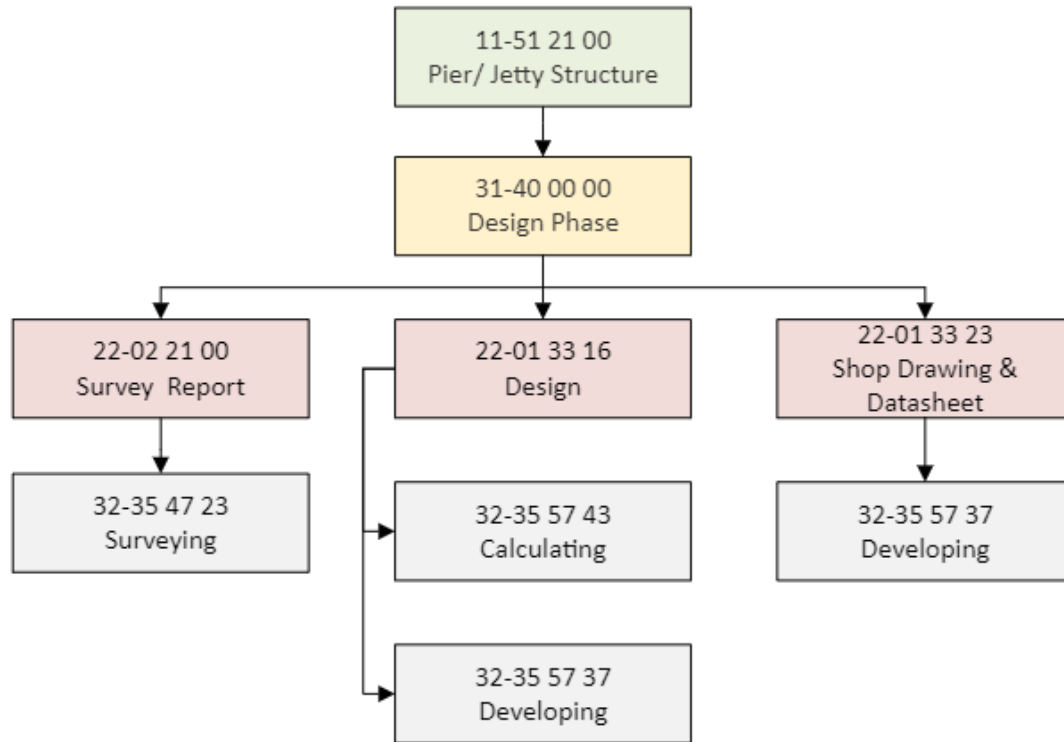 11-51 21 00
Pier/ Jetty Structure
31-40 00 00
Design Phase
22-02 21 00
Survey  Report
22-01 33 16
Design
22-01 33 23
Shop Drawing &
Datasheet
32-35 47 23
Surveying
32-35 57 43
Calculating
32-35 57 37
Developing
32-35 57 37
Developing